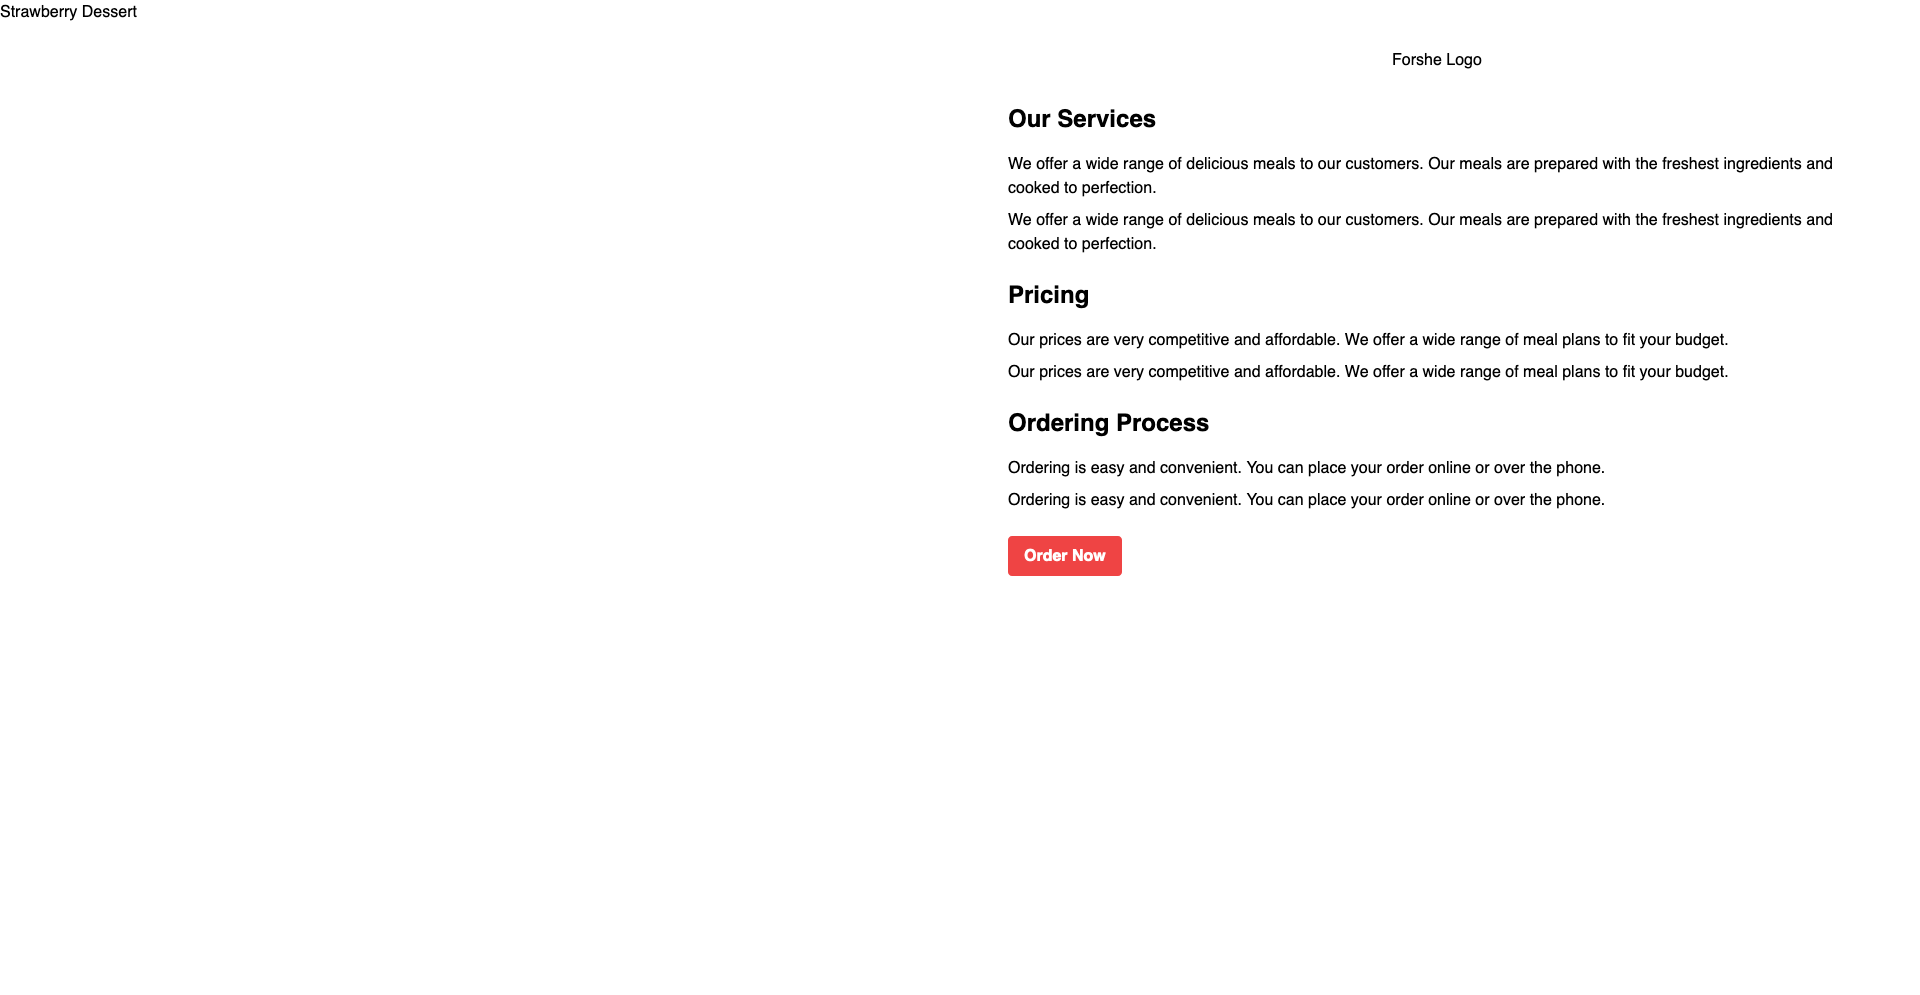 Strawberry Dessert
Forshe Logo
Our Services
We offer a wide range of delicious meals to our customers. Our meals are prepared with the freshest ingredients and
cooked to perfection.
We offer a wide range of delicious meals to our customers. Our meals are prepared with the freshest ingredients and
cooked to perfection.
Pricing
Our prices are very competitive and affordable. We offer a wide range of meal plans to fit your budget.
Our prices are very competitive and affordable. We offer a wide range of meal plans to fit your budget.
Ordering Process
Ordering is easy and convenient. You can place your order online or over the phone.
Ordering is easy and convenient. You can place your order online or over the phone.
Order Now